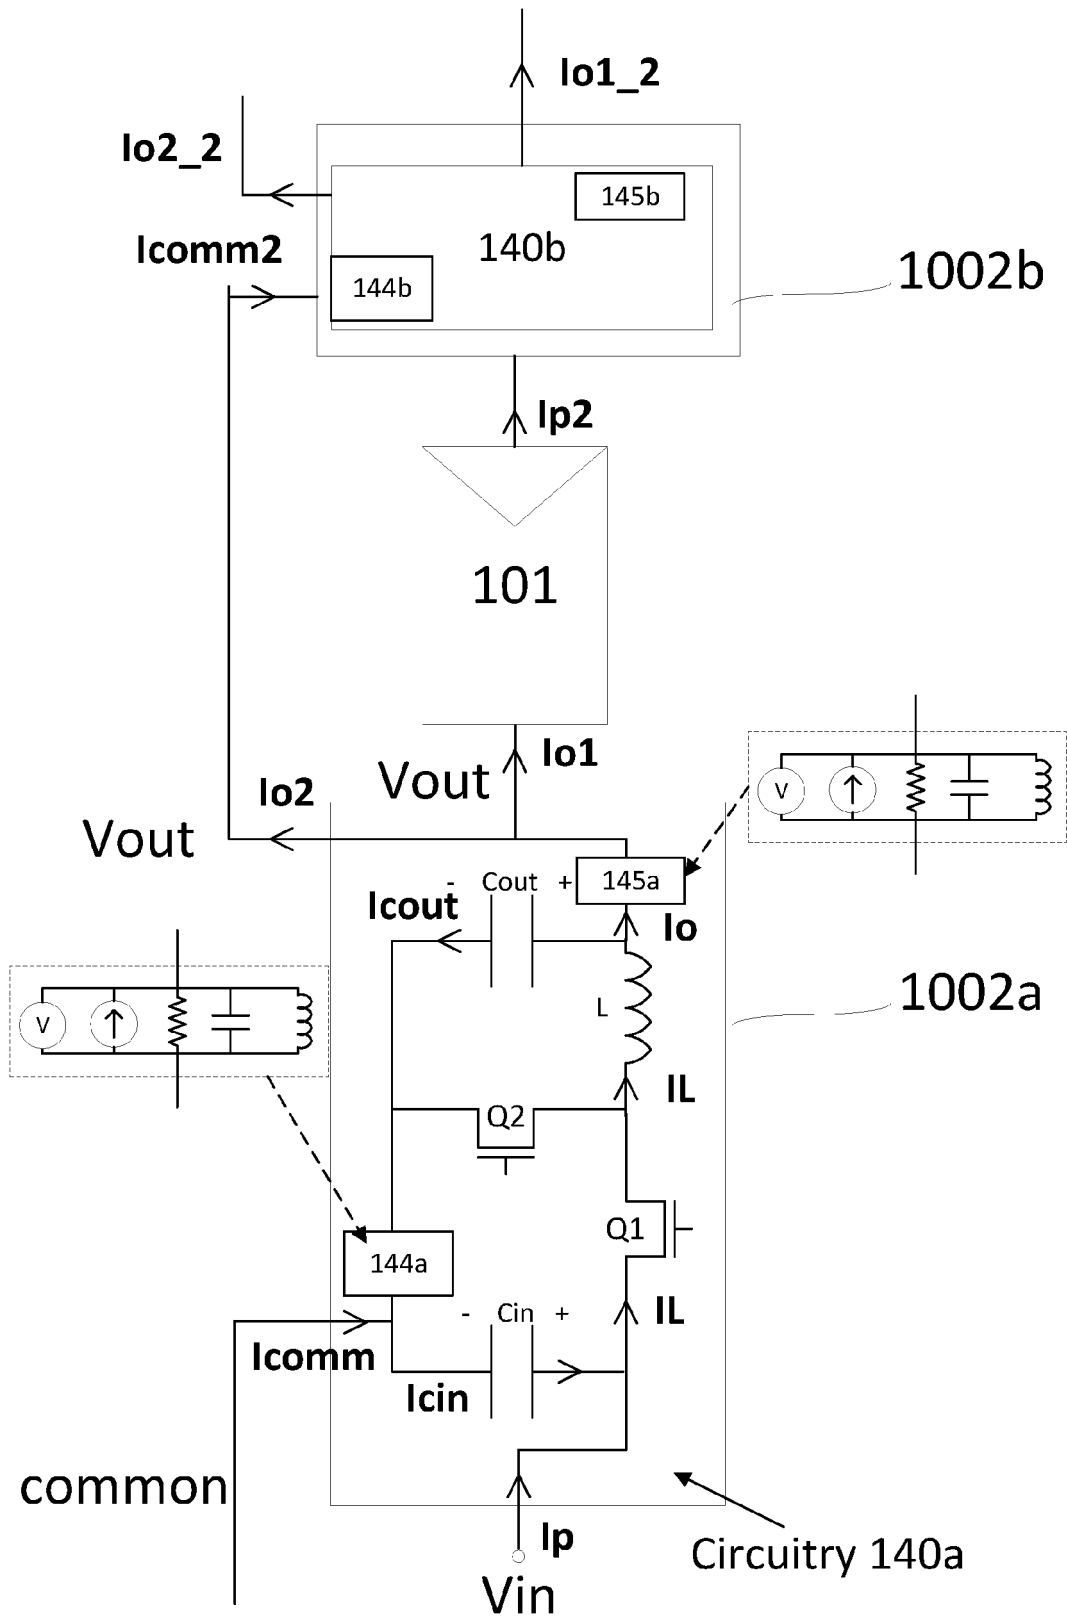 Io1_2
Io2_2
145b
Icomm2
140b
144b
1002b
Ip2
101
Io1
Vout
Io2
Vout
V
- Cout +
145a
Icout
Io
1002a
L
V
IL
Q2
Q1
144a
- Cin +
IL
Icomm
Icin
common
Ip
Circuitry 140a
Vin